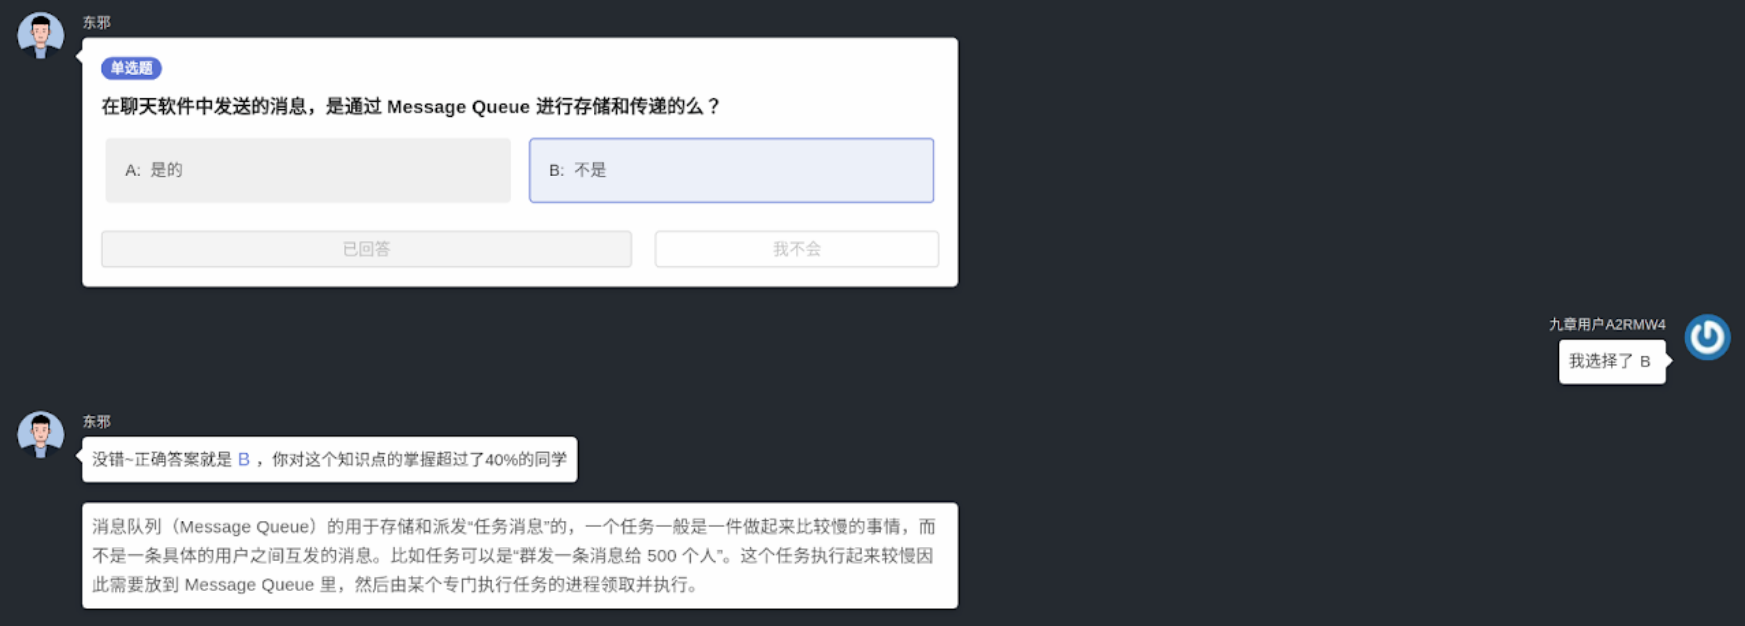 东邪
单选题
在聊天软件中发送的消息，是通过 Message Queue 进行存储和传递的么？
A: 是的
B: 不是
已回答
我不会
九章用户A2RMW4
我选择了 B
东邪
没错~正确答案就是 B ，你对这个知识点的掌握超过了40%的同学
消息队列（Message Queue）的用于存储和派发“任务消息”的，一个任务一般是一件做起来比较慢的事情，而
不是一条具体的用户之间互发的消息。比如任务可以是“群发一条消息给 500 个人”。这个任务执行起来较慢因
此需要放到 Message Queue 里，然后由某个专门执行任务的进程领取并执行。